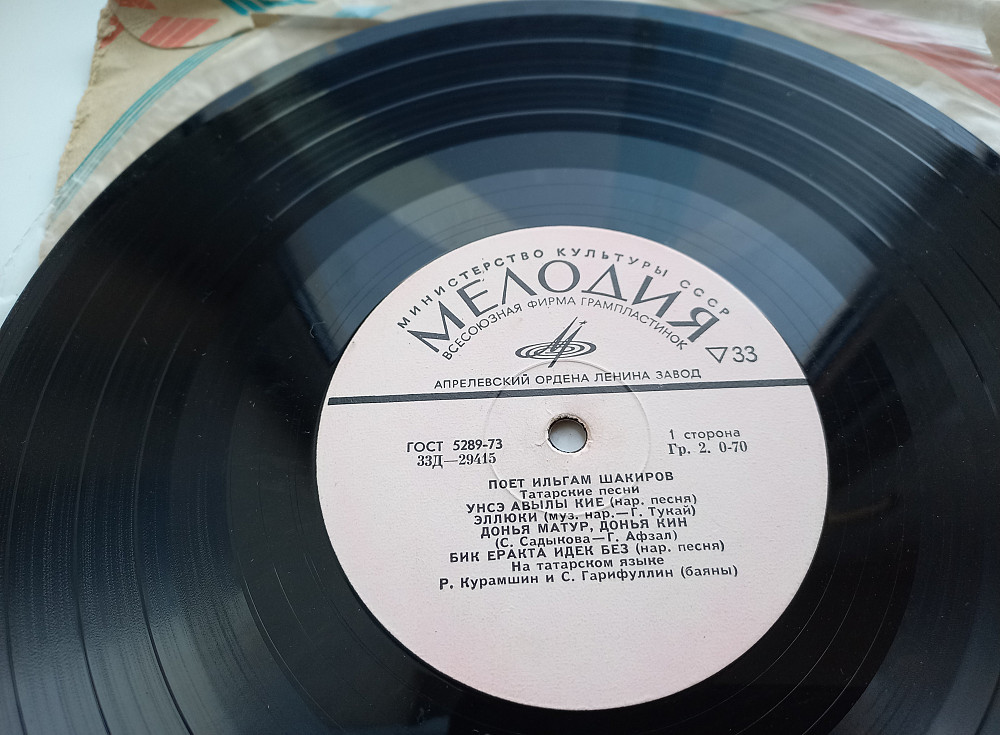 МИНИСТЕРСТВО КУЛЬТУРЫ СССР
МЕЛОДИЯ
ВСЕСОЮЗНАЯ ФИРМА ГРАМПЛАСТИНОК
▽33
АПРЕЛЕВСКИЙ ОРДЕНА ЛЕНИНА ЗАВОД
ГОСТ 5289-73
33Д—29415
1 сторона
Гр. 2. 0-70
ПОЕТ ИЛЬГАМ ШАКИРОВ
Татарские песни
УНСЭ АВЫЛЫ КИЕ (нар. песня)
ЭЛЛЮКИ (муз. нар.—Г. Тукай)
ДОНЬЯ МАТУР, ДОНЬЯ КИН
(С. Садыкова—Г. Афзал)
БИК ЕРАКТА ИДЕК БЕЗ (нар. песня)
На татарском языке
Р. Курамшин и С. Гарифуллин (баяны)